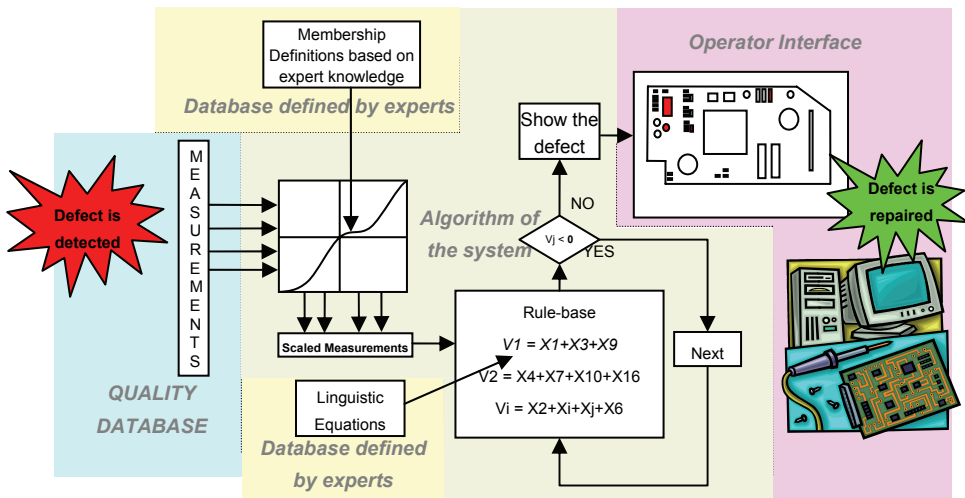 Membership
Definitions based on
expert knowledge
Database defined by experts
Operator Interface
Show the
defect
M
E
A
S
U
R
E
M
E
N
T
S
Defect is
detected
Defect is
repaired
Algorithm of
the system
NO
Vj < 0
YES
Scaled Measurements
Rule-base
V1 = X1+X3+X9
V2 = X4+X7+X10+X16
Vi = X2+Xi+Xj+X6
Next
QUALITY
DATABASE
Linguistic
Equations
Database defined
by experts